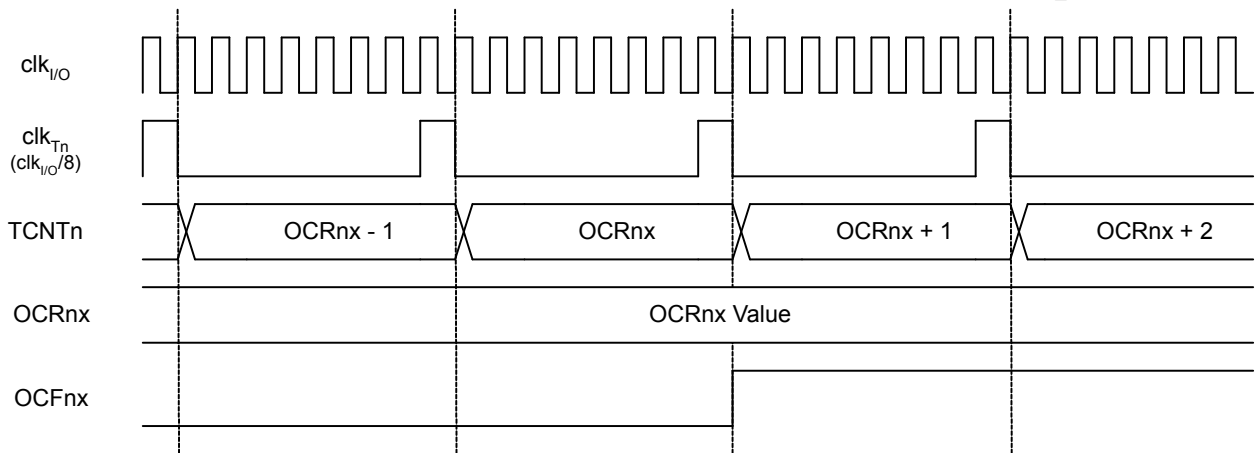 clkI/O
clkTn
(clkI/O/8)
TCNTn
OCRnx - 1
OCRnx
OCRnx + 1
OCRnx + 2
OCRnx
OCRnx Value
OCFnx